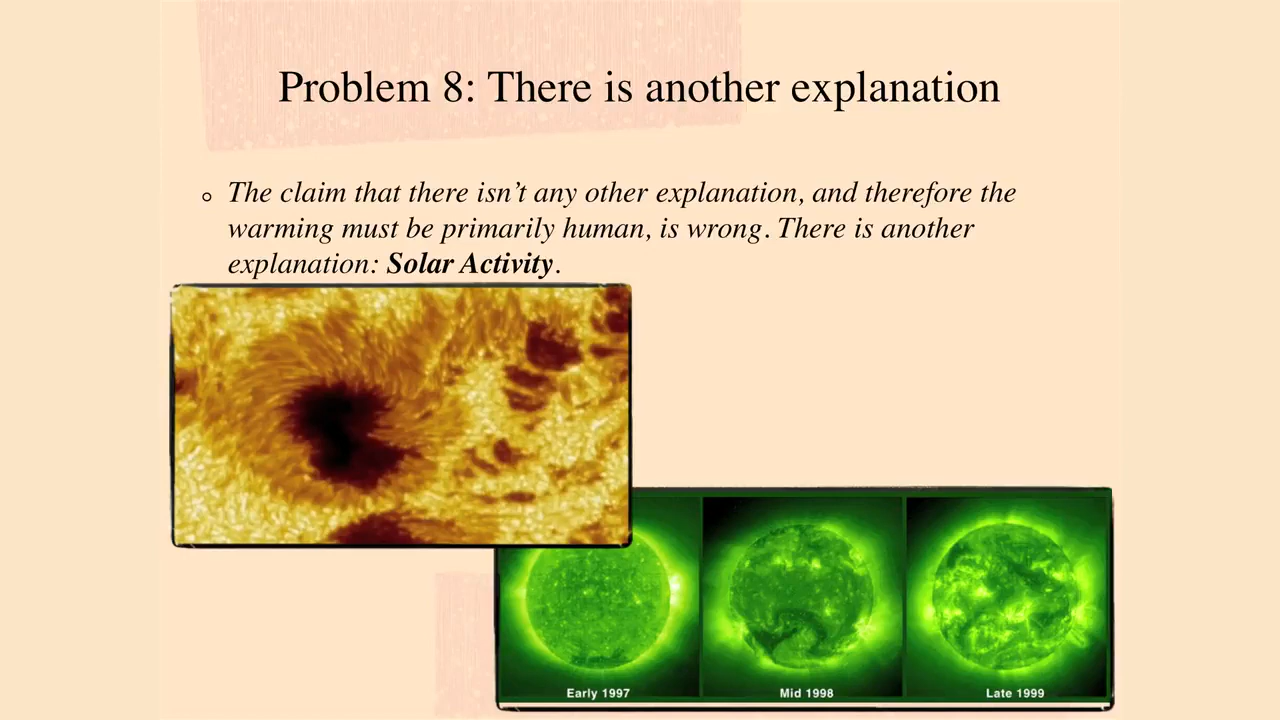 Problem 8: There is another explanation
The claim that there isn’t any other explanation, and therefore the
warming must be primarily human, is wrong. There is another
explanation: Solar Activity.
Early 1997
Mid 1998
Late 1999